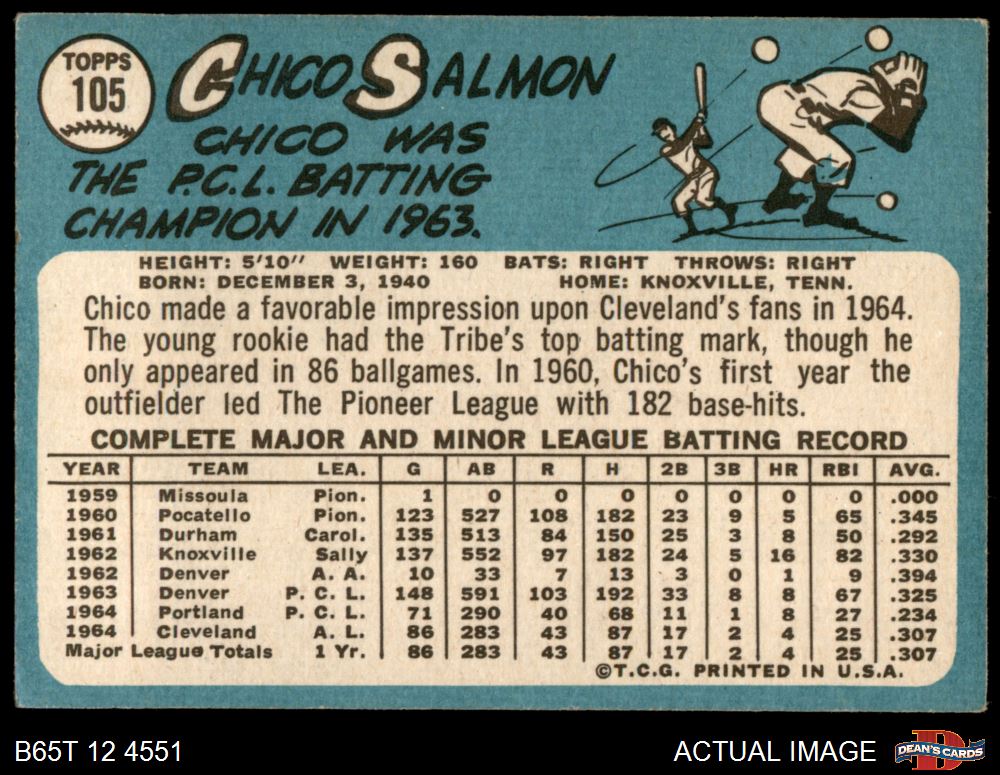 TOPPS
105
CHICO SALMON
CHICO WAS
THE P.C.L. BATTING
CHAMPION IN 1963.
HEIGHT: 5'10" WEIGHT: 160 BATS: RIGHT THROWS: RIGHT
BORN: DECEMBER 3, 1940 HOME: KNOXVILLE, TENN.
Chico made a favorable impression upon Cleveland's fans in 1964.
The young rookie had the Tribe's top batting mark, though he
only appeared in 86 ballgames. In 1960, Chico's first year the
outfielder led The Pioneer League with 182 base-hits.
COMPLETE MAJOR AND MINOR LEAGUE BATTING RECORD
YEAR TEAM LEA. G AB R H 2B 3B HR RBI AVG.
1959 Missoula Pion. 1 0 0 0 0 0 0 0 .000
1960 Pocatello Pion. 123 527 108 182 23 9 5 65 .345
1961 Durham Carol. 135 513 84 150 25 3 8 50 .292
1962 Knoxville Sally 137 552 97 182 24 5 16 82 .330
1962 Denver A. A. 10 33 7 13 3 0 1 9 .394
1963 Denver P. C. L. 148 591 103 192 33 8 8 67 .325
1964 Portland P. C. L. 71 290 40 68 11 1 8 27 .234
1964 Cleveland A. L. 86 283 43 87 17 2 4 25 .307
Major League Totals 1 Yr. 86 283 43 87 17 2 4 25 .307
©T.C.G. PRINTED IN U.S.A.
B65T 12 4551 ACTUAL IMAGE D DEAN'S CARDS